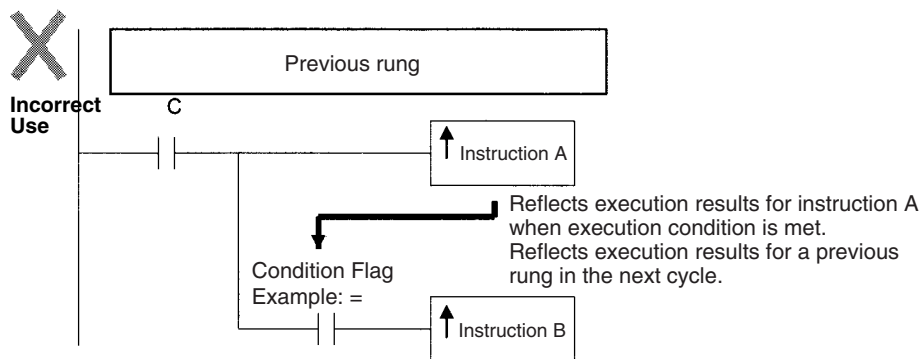 Previous rung
Incorrect
Use
C
Instruction A
Reflects execution results for instruction A
when execution condition is met.
Reflects execution results for a previous
rung in the next cycle.
Condition Flag
Example: =
Instruction B